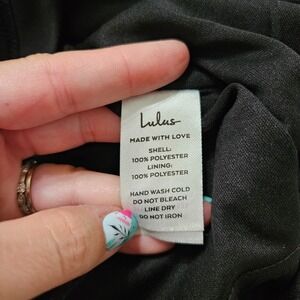 Lulus
MADE WITH LOVE
SHELL:
100% POLYESTER
LINING:
100% POLYESTER
HAND WASH COLD
DO NOT BLEACH
LINE DRY
DO NOT IRON